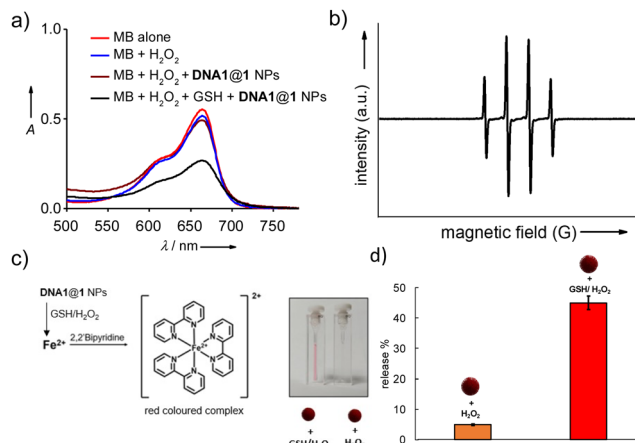 a)
1.0
0.5
0.0
A
500
550
600
650
700
750
λ / nm
MB alone
MB + H₂O₂
MB + H₂O₂ + DNA1@1 NPs
MB + H₂O₂ + GSH + DNA1@1 NPs
b)
intensity (a.u.)
magnetic field (G)
c)
DNA1@1 NPs
GSH/H₂O₂
Fe²⁺
2,2'Bipyridine
2+
N
N
N
Fe²⁺
N
N
N
red coloured complex
+
+
GSH/H₂O₂
H₂O₂
d)
release %
50
40
30
20
10
0
+
H₂O₂
+
GSH/ H₂O₂